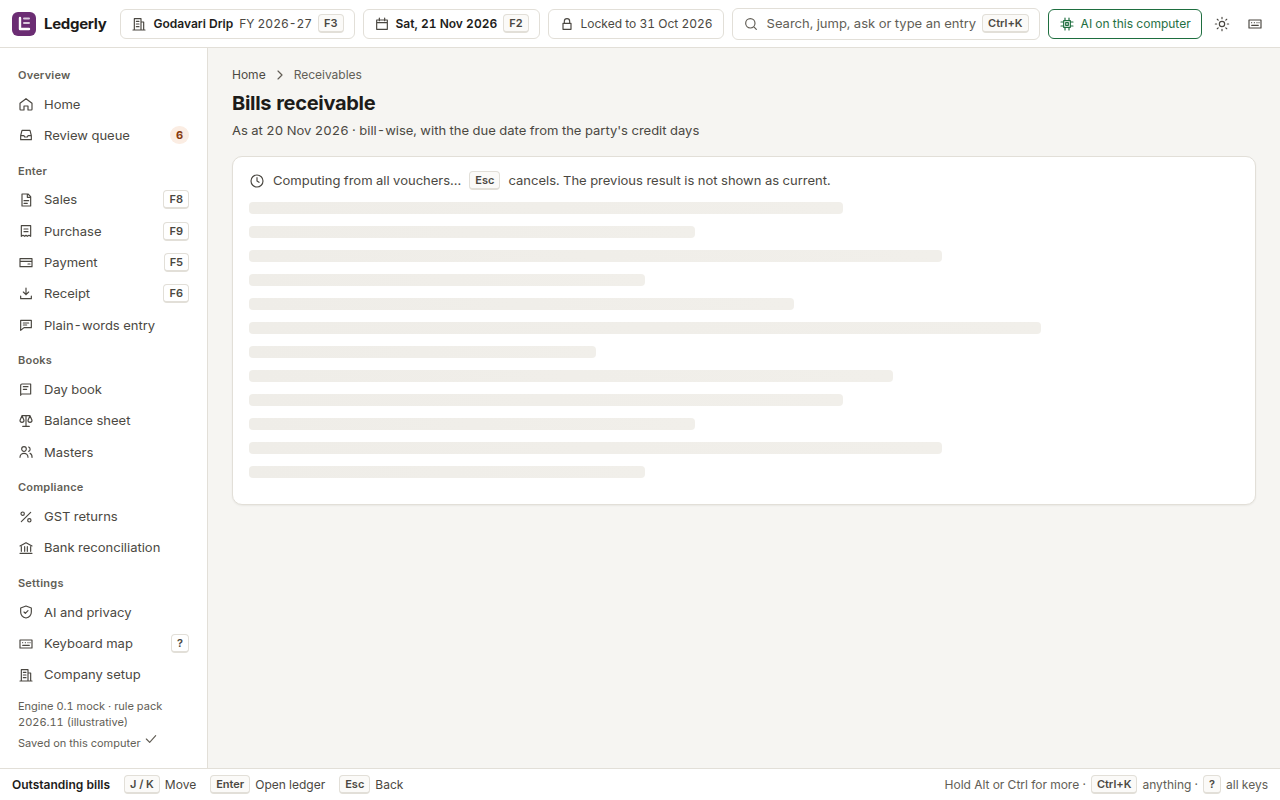 Ledgerly
Godavari Drip FY 2026-27 F3
Sat, 21 Nov 2026 F2
Locked to 31 Oct 2026
Search, jump, ask or type an entry Ctrl+K
AI on this computer
Overview
Home
Review queue 6
Enter
Sales F8
Purchase F9
Payment F5
Receipt F6
Plain-words entry
Books
Day book
Balance sheet
Masters
Compliance
GST returns
Bank reconciliation
Settings
AI and privacy
Keyboard map ?
Company setup
Engine 0.1 mock · rule pack
2026.11 (illustrative)
Saved on this computer
Home Receivables
Bills receivable
As at 20 Nov 2026 · bill-wise, with the due date from the party's credit days
Computing from all vouchers... Esc cancels. The previous result is not shown as current.
Outstanding bills J / K Move Enter Open ledger Esc Back
Hold Alt or Ctrl for more · Ctrl+K anything · ? all keys